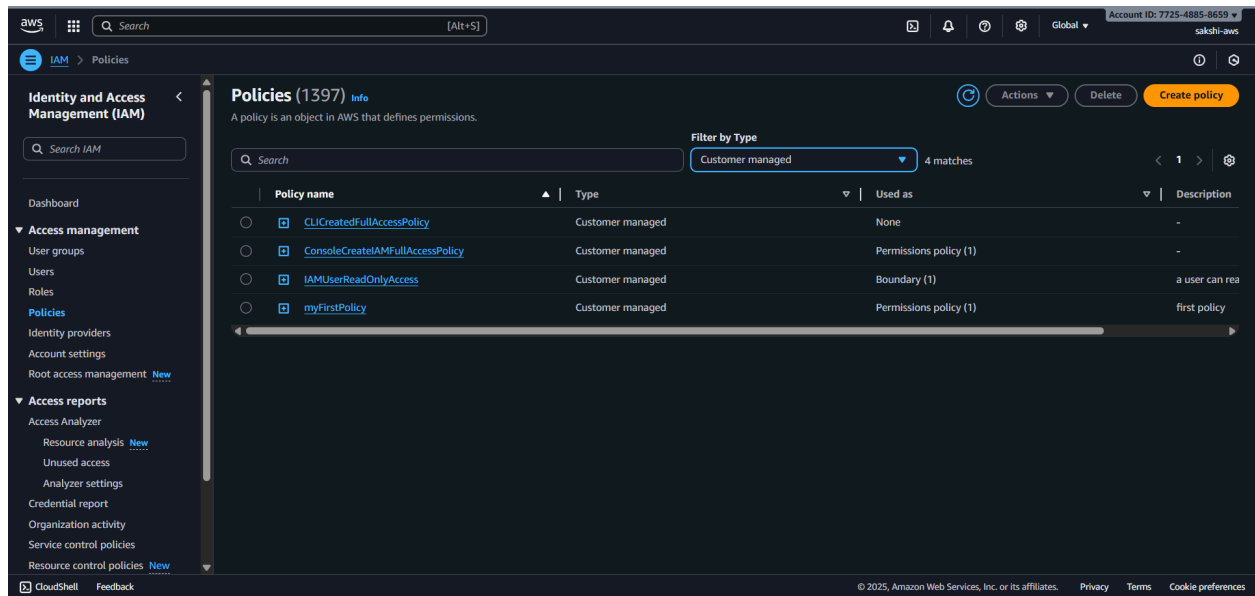 aws
Search
[Alt+S]
Global
Account ID: 7725-4885-8659
sakshi-aws
IAM > Policies
Identity and Access
Management (IAM)
Search IAM
Dashboard
Access management
User groups
Users
Roles
Policies
Identity providers
Account settings
Root access management New
Access reports
Access Analyzer
Resource analysis New
Unused access
Analyzer settings
Credential report
Organization activity
Service control policies
Resource control policies New
Policies (1397) Info
A policy is an object in AWS that defines permissions.
Actions
Delete
Create policy
Filter by Type
Search
Customer managed
4 matches
1
Policy name Type Used as Description
CLICreatedFullAccessPolicy Customer managed None -
ConsoleCreateIAMFullAccessPolicy Customer managed Permissions policy (1) -
IAMUserReadOnlyAccess Customer managed Boundary (1) a user can rea
myFirstPolicy Customer managed Permissions policy (1) first policy
CloudShell Feedback © 2025, Amazon Web Services, Inc. or its affiliates. Privacy Terms Cookie preferences